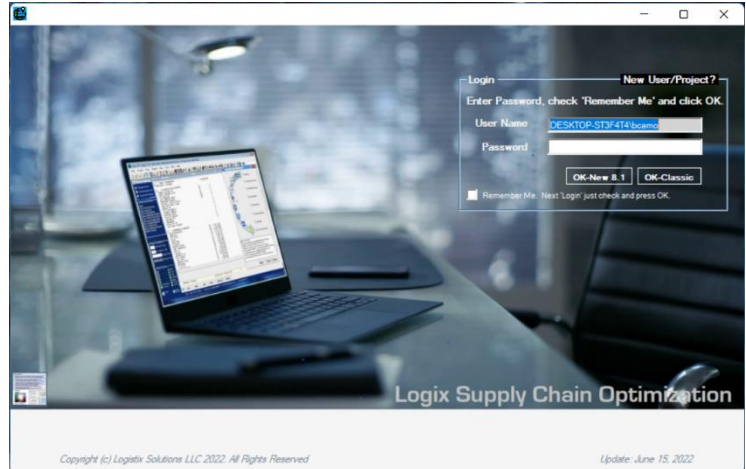 Login New User/Project?
Enter Password, check 'Remember Me' and click OK.
User Name DESKTOP-ST3F4T4\bcamo
Password
OK-New 8.1 OK-Classic
Remember Me. Next 'Login' just check and press OK.
Logix Supply Chain Optimization
Copyright (c) Logistix Solutions LLC 2022. All Rights Reserved Update: June 15, 2022